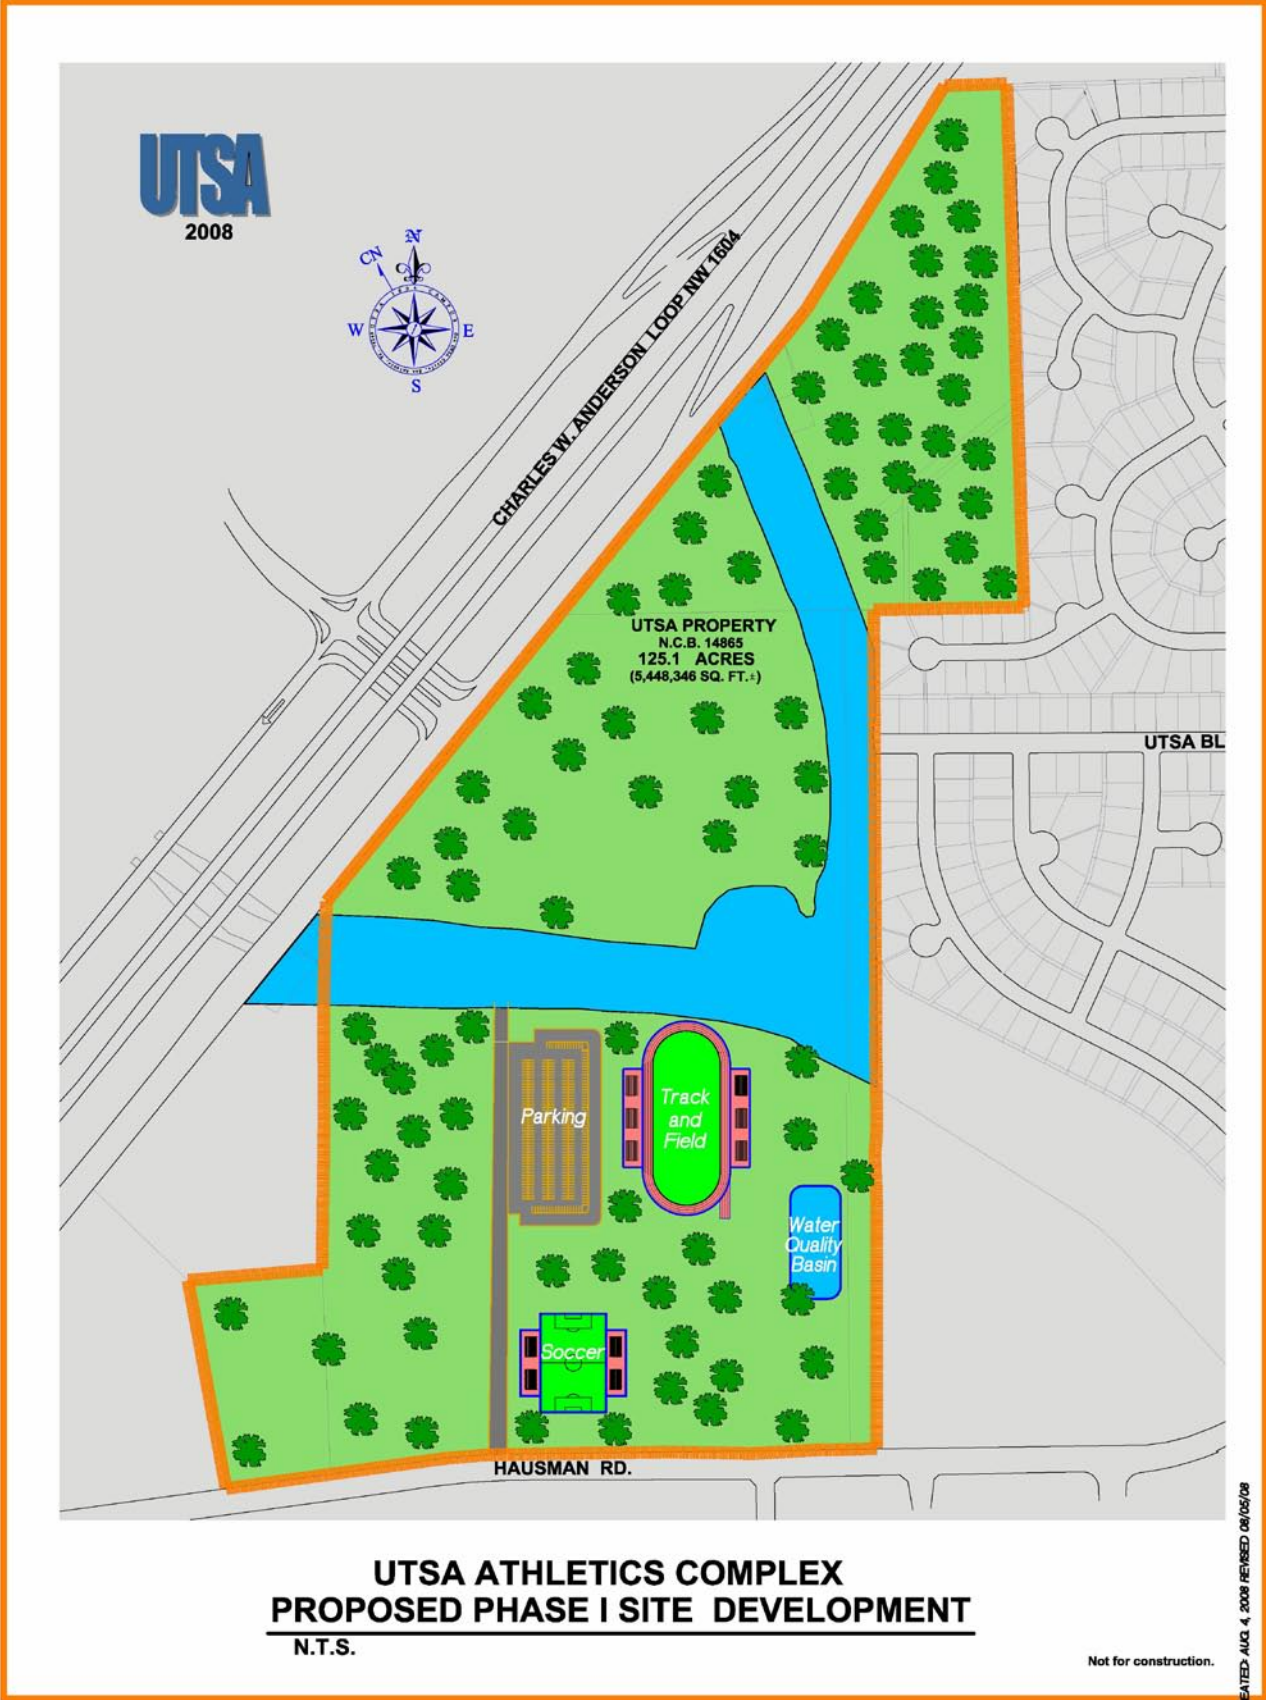 UTSA
2008
N
CN
W
E
S
CHARLES W. ANDERSON LOOP NW 1604
UTSA PROPERTY
N.C.B. 14865
125.1 ACRES
(5,448,346 SQ. FT.±)
UTSA BL
Parking
Track
and
Field
Water
Quality
Basin
Soccer
HAUSMAN RD.
UTSA ATHLETICS COMPLEX
PROPOSED PHASE I SITE DEVELOPMENT
N.T.S.
Not for construction.
EATED: AUG. 4, 2008 REVISED 08/05/08